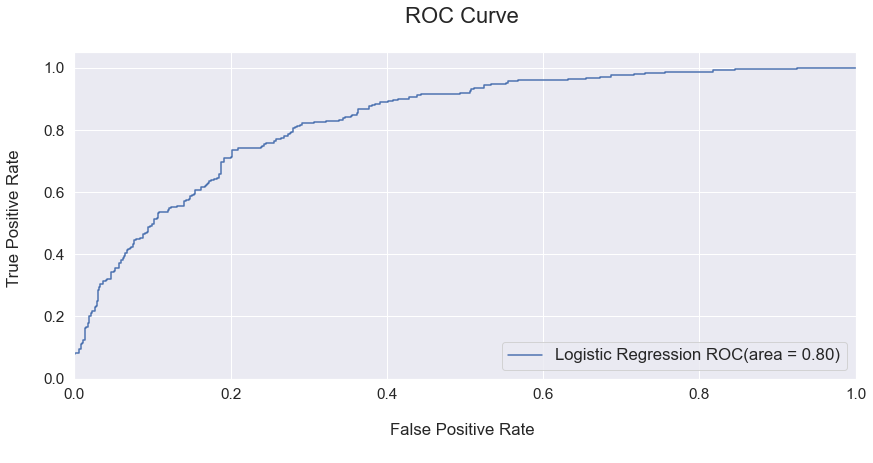 ROC Curve
1.0
0.8
0.6
0.4
0.2
0.0
True Positive Rate
Logistic Regression ROC(area = 0.80)
0.0 0.2 0.4 0.6 0.8 1.0
False Positive Rate